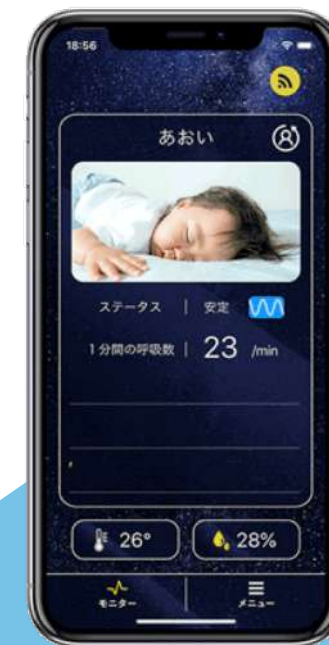 18:56
あおい
ステータス | 安定
1分間の呼吸数 | 23 /min
26°
28%
モニター
メニュー